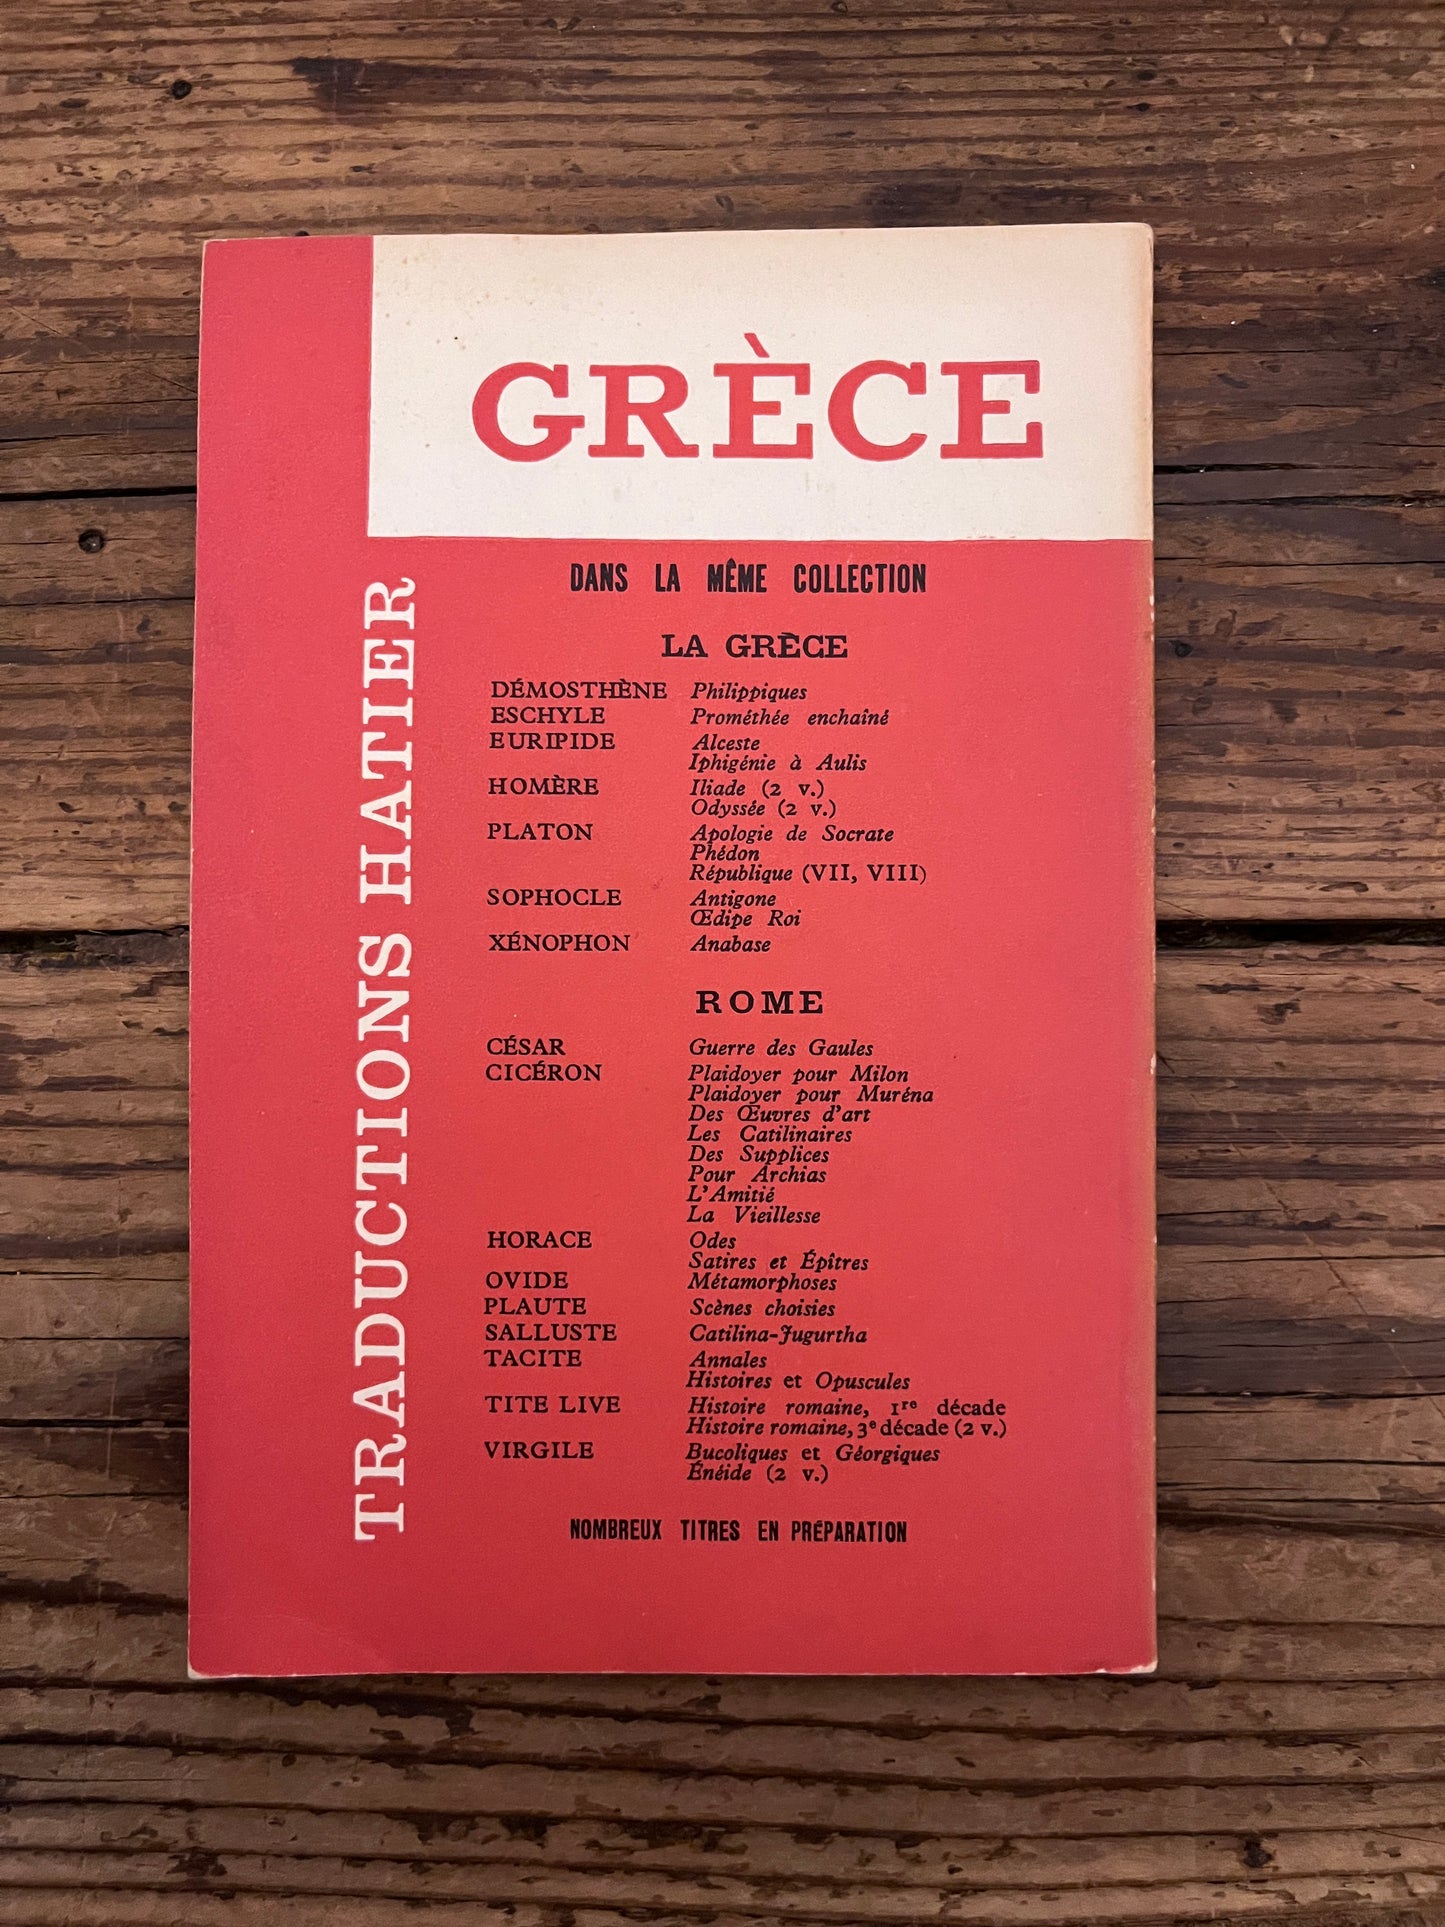 GRÈCE
TRADUCTIONS HATIER
DANS LA MÊME COLLECTION
LA GRÈCE
DÉMOSTHÈNE Philippiques
ESCHYLE Prométhée enchaîné
EURIPIDE Alceste
Iphigénie à Aulis
HOMÈRE Iliade (2 v.)
Odyssée (2 v.)
PLATON Apologie de Socrate
Phédon
République (VII, VIII)
SOPHOCLE Antigone
Œdipe Roi
XÉNOPHON Anabase
ROME
CÉSAR Guerre des Gaules
CICÉRON Plaidoyer pour Milon
Plaidoyer pour Muréna
Des Œuvres d'art
Les Catilinaires
Des Supplices
Pour Archias
L'Amitié
La Vieillesse
HORACE Odes
Satires et Épîtres
OVIDE Métamorphoses
PLAUTE Scènes choisies
SALLUSTE Catilina-Jugurtha
TACITE Annales
Histoires et Opuscules
TITE LIVE Histoire romaine, 1re décade
Histoire romaine, 3e décade (2 v.)
VIRGILE Bucoliques et Géorgiques
Énéide (2 v.)
NOMBREUX TITRES EN PRÉPARATION